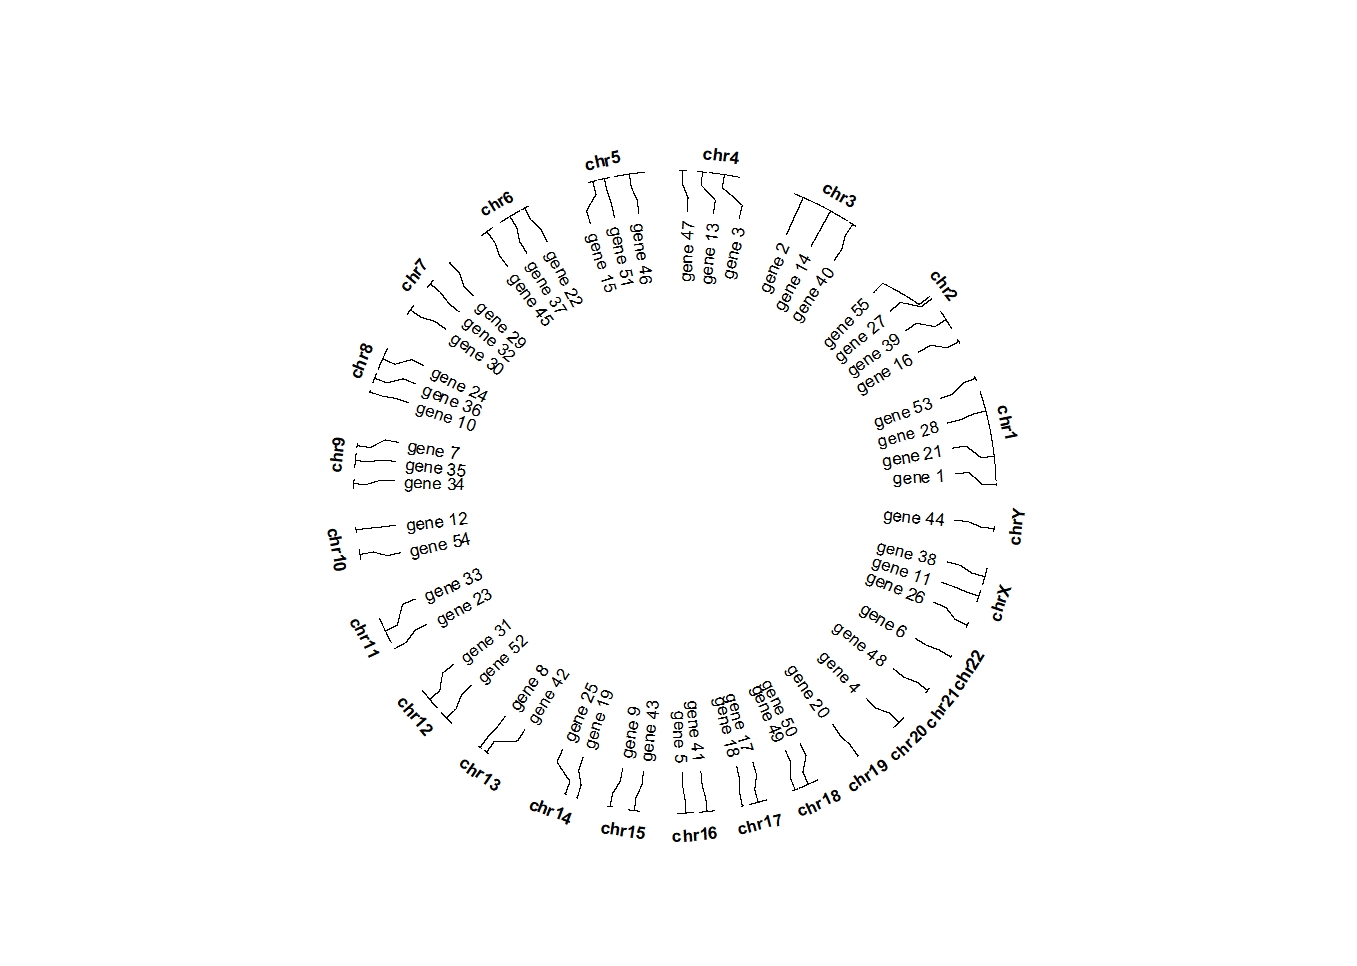 chr1
gene 1
gene 21
gene 28
gene 53
chr2
gene 16
gene 39
gene 27
gene 55
chr3
gene 40
gene 14
gene 2
chr4
gene 3
gene 13
gene 47
chr5
gene 46
gene 51
gene 15
chr6
gene 22
gene 37
gene 45
chr7
gene 29
gene 32
gene 30
chr8
gene 24
gene 36
gene 10
chr9
gene 7
gene 35
gene 34
chr10
gene 12
gene 54
chr11
gene 33
gene 23
chr12
gene 31
gene 52
chr13
gene 8
gene 42
chr14
gene 25
gene 19
chr15
gene 9
gene 43
chr16
gene 5
gene 41
chr17
gene 18
gene 17
chr18
gene 49
gene 50
chr19
gene 20
chr20
gene 4
chr21
gene 48
chr22
gene 6
chrX
gene 26
gene 11
gene 38
chrY
gene 44